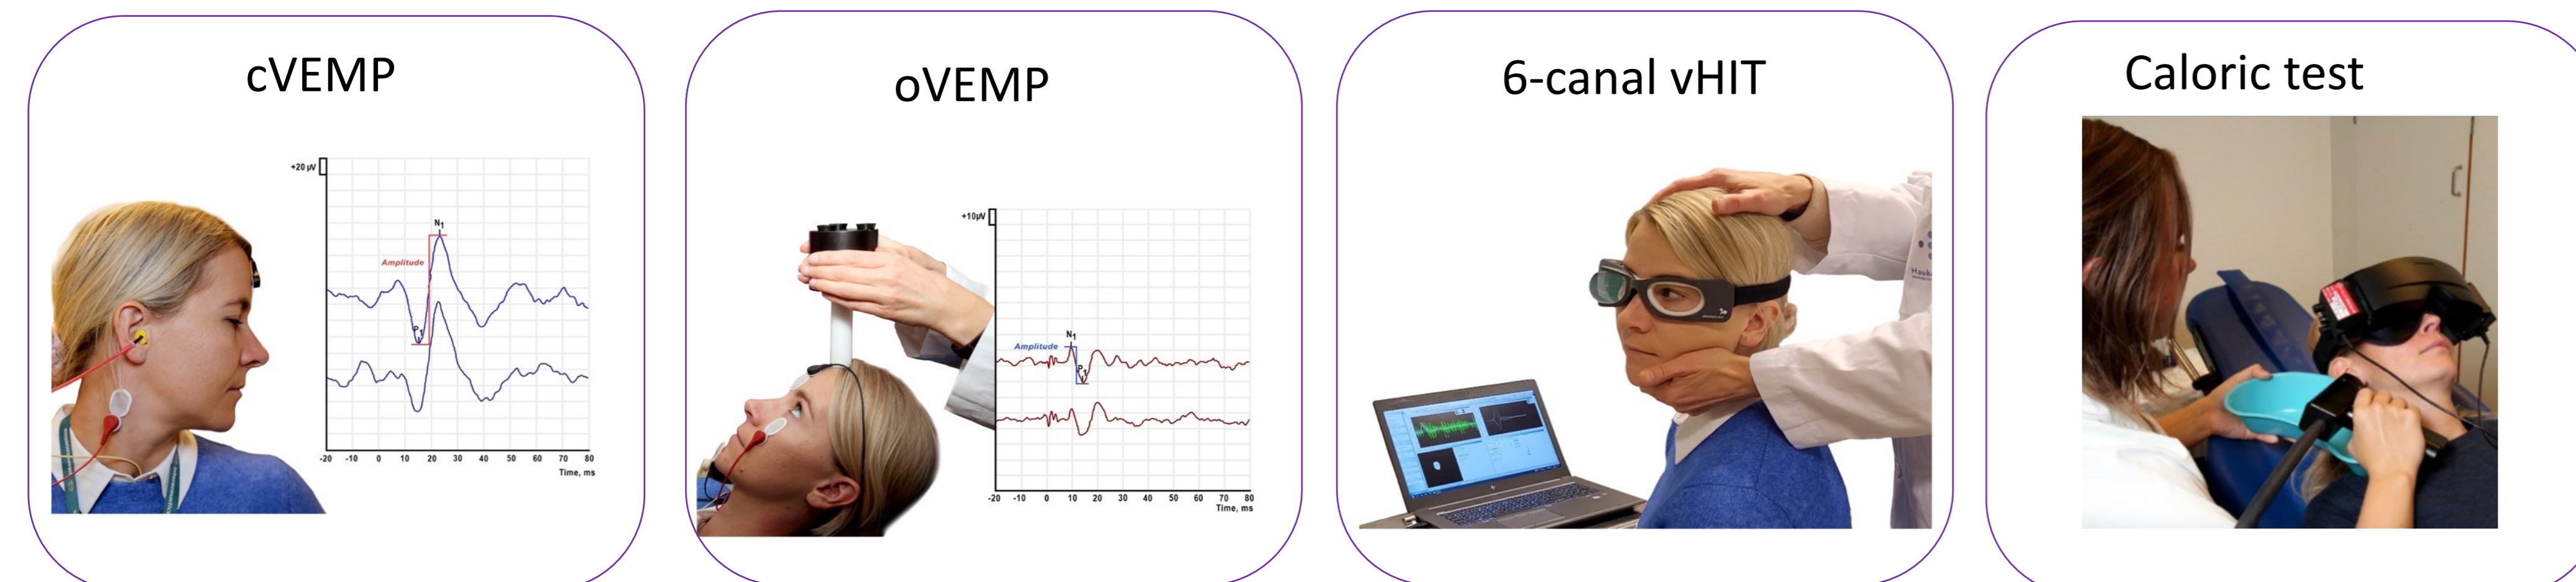 cVEMP
+20 µV
N1
Amplitude
P1
-20 -10 0 10 20 30 40 50 60 70 80
Time, ms
oVEMP
+10µV
N1
Amplitude
P1
-20 -10 0 10 20 30 40 50 60 70 80
Time, ms
6-canal vHIT
Caloric test